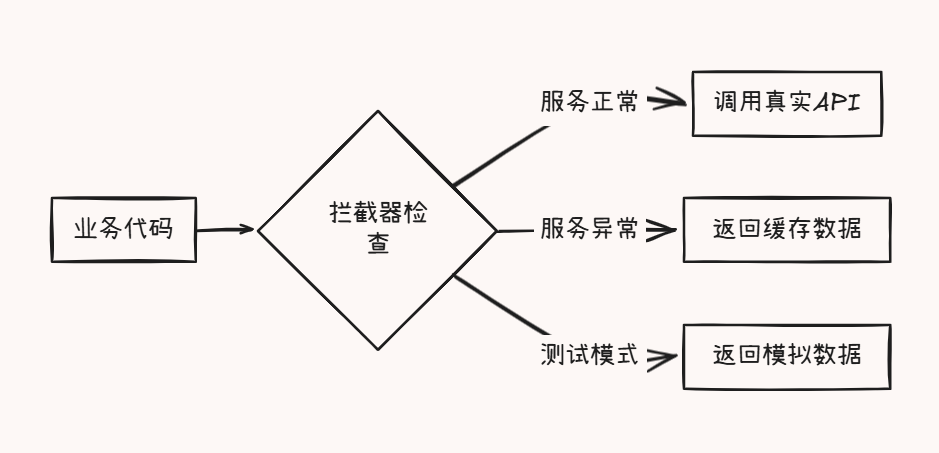 业务代码
拦截器检
查
服务正常
调用真实API
服务异常
返回缓存数据
测试模式
返回模拟数据